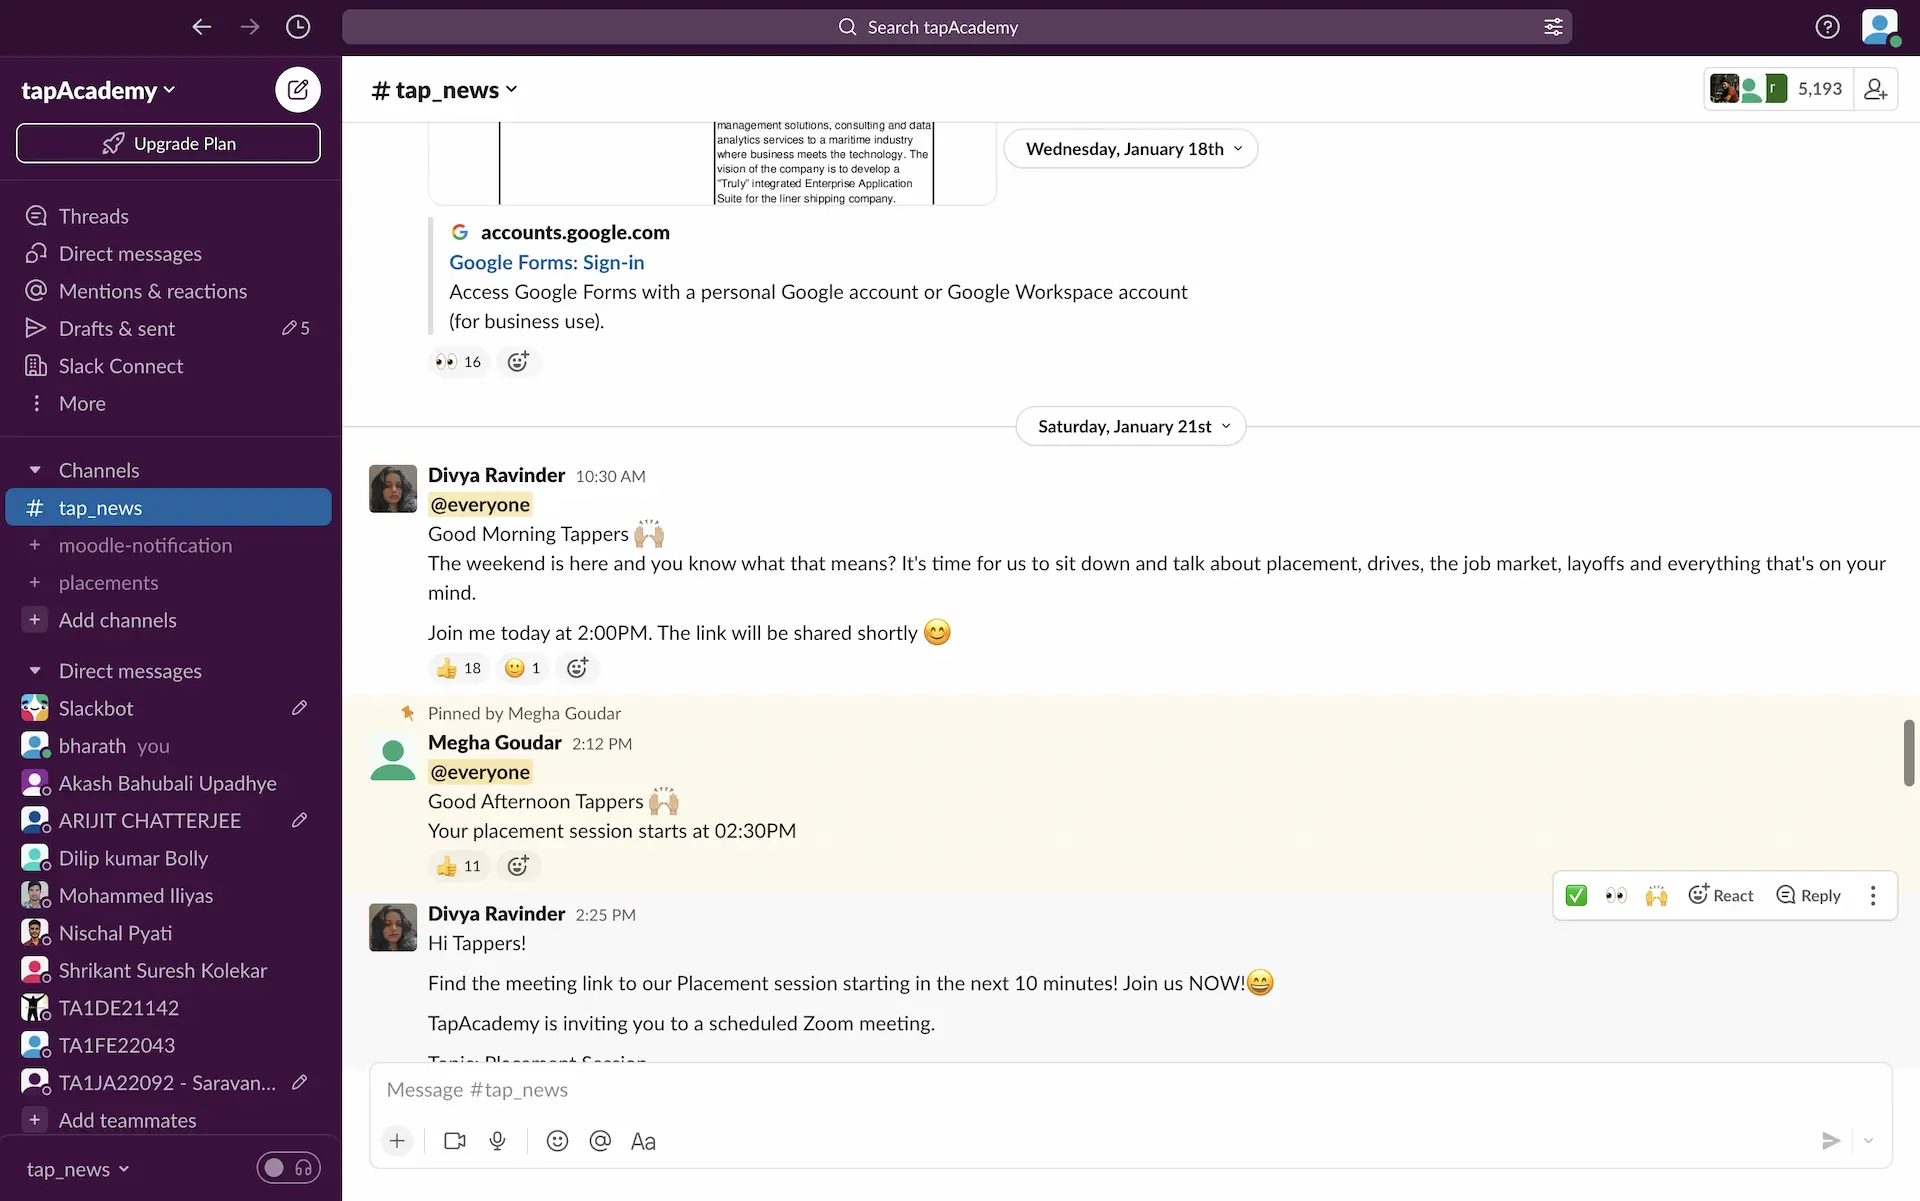 Search tapAcademy
tapAcademy
Upgrade Plan
Threads
Direct messages
Mentions & reactions
Drafts & sent 5
Slack Connect
More
Channels
# tap_news
+ moodle-notification
+ placements
+ Add channels
Direct messages
Slackbot
bharath you
Akash Bahubali Upadhye
ARIJIT CHATTERJEE
Dilip kumar Bolly
Mohammed Iliyas
Nischal Pyati
Shrikant Suresh Kolekar
TA1DE21142
TA1FE22043
TA1JA22092 - Saravan...
+ Add teammates
tap_news
# tap_news
r 5,193
management solutions, consulting and data
analytics services to a maritime industry
where business meets the technology. The
vision of the company is to develop a
"Truly" integrated Enterprise Application
Suite for the liner shipping company.
Wednesday, January 18th
G accounts.google.com
Google Forms: Sign-in
Access Google Forms with a personal Google account or Google Workspace account
(for business use).
16
Saturday, January 21st
Divya Ravinder 10:30 AM
@everyone
Good Morning Tappers
The weekend is here and you know what that means? It's time for us to sit down and talk about placement, drives, the job market, layoffs and everything that's on your
mind.
Join me today at 2:00PM. The link will be shared shortly
18 1
Pinned by Megha Goudar
Megha Goudar 2:12 PM
@everyone
Good Afternoon Tappers
Your placement session starts at 02:30PM
11
React Reply
Divya Ravinder 2:25 PM
Hi Tappers!
Find the meeting link to our Placement session starting in the next 10 minutes! Join us NOW!
TapAcademy is inviting you to a scheduled Zoom meeting.
Topic: Placement Session
Message #tap_news
+ @ Aa